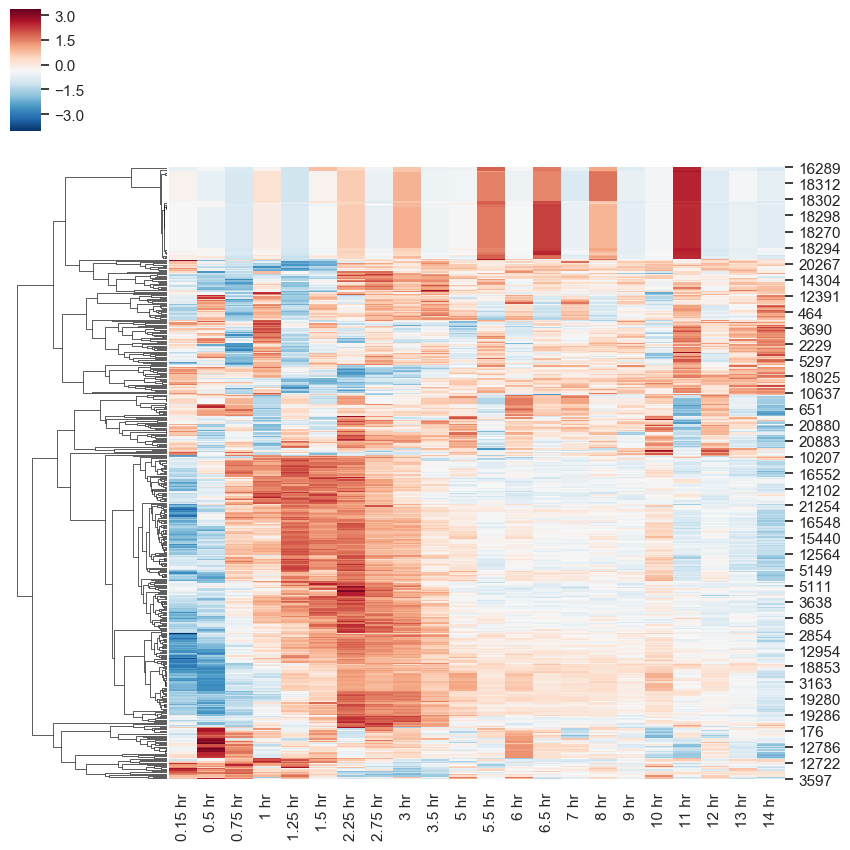 3.0
1.5
0.0
−1.5
−3.0
16289
18312
18302
18298
18270
18294
20267
14304
12391
464
3690
2229
5297
18025
10637
651
20880
20883
10207
16552
12102
21254
16548
15440
12564
5149
5111
3638
685
2854
12954
18853
3163
19280
19286
176
12786
12722
3597
0.15 hr
0.5 hr
0.75 hr
1 hr
1.25 hr
1.5 hr
2.25 hr
2.75 hr
3 hr
3.5 hr
5 hr
5.5 hr
6 hr
6.5 hr
7 hr
8 hr
9 hr
10 hr
11 hr
12 hr
13 hr
14 hr